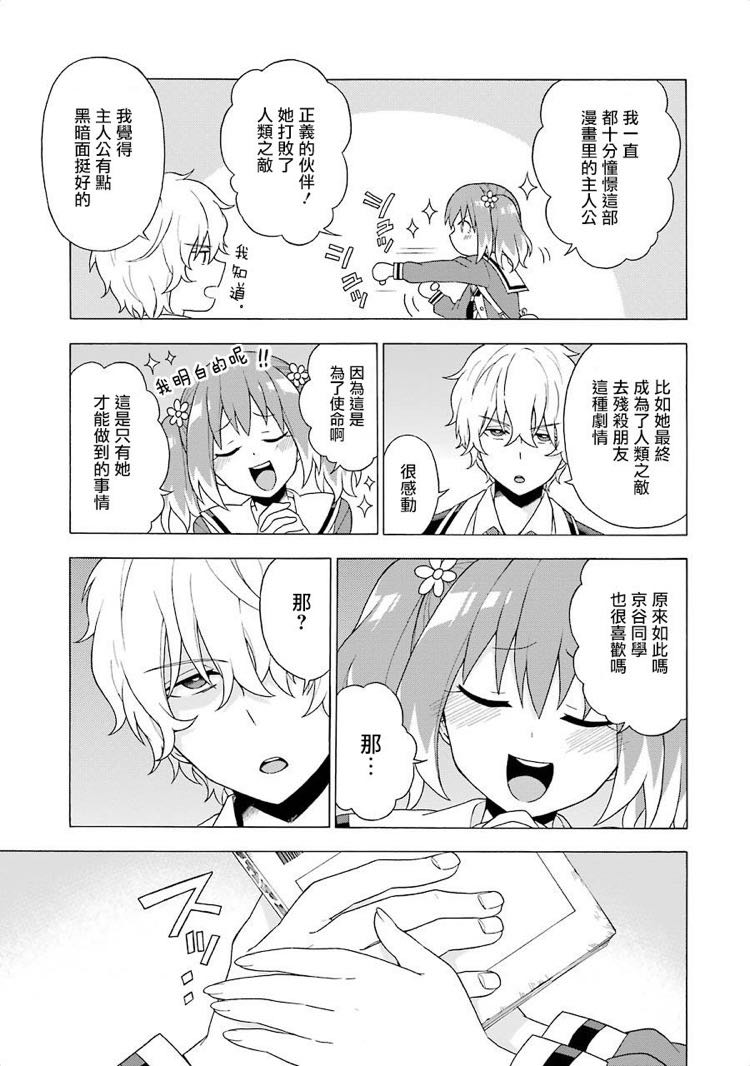 我一直
都十分憧憬這部
漫畫里的主人公
正義的伙伴！
她打敗了
人類之敵
我覺得
主人公有點
黑暗面挺好的
我知道。
比如她最終
成為了人類之敵
去殘殺朋友
這種劇情
很感動
因為這是
為了使命啊
我明白的呢!!
這是只有她
才能做到的事情
原來如此嗎
京谷同學
也很喜歡嗎
那…
那？
スッ…